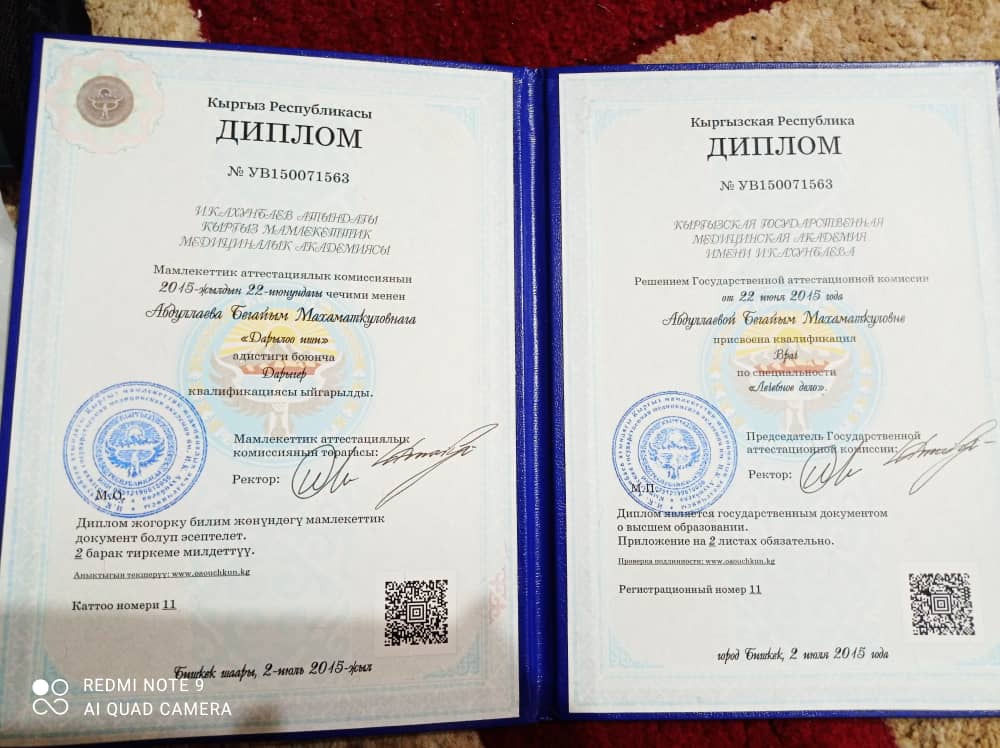 Кыргыз Республикасы
ДИПЛОМ
№ УВ150071563
И.К.АХУНБАЕВ АТЫНДАГЫ
КЫРГЫЗ МАМЛЕКЕТТИК
МЕДИЦИНАЛЫК АКАДЕМИЯСЫ
Мамлекеттик аттестациялык комиссиянын
2015-жылдын 22-июнундагы чечими менен
Абдуллаева Бегайым Махаматкуловнага
«Дарылоо иши»
адистиги боюнча
Дарыгер
квалификациясы ыйгарылды.
Мамлекеттик аттестациялык
комиссиянын төрагасы:
Ректор:
М.О.
Диплом жогорку билим жөнүндөгү мамлекеттик
документ болуп эсептелет.
2 барак тиркеме милдеттүү.
Аныктыгын текшерүү: www.oaouchkun.kg
Каттоо номери 11
Бишкек шаары, 2-июль 2015-жыл
Кыргызская Республика
ДИПЛОМ
№ УВ150071563
КЫРГЫЗСКАЯ ГОСУДАРСТВЕННАЯ
МЕДИЦИНСКАЯ АКАДЕМИЯ
ИМЕНИ И.К.АХУНБАЕВА
Решением Государственной аттестационной комиссии
от 22 июня 2015 года
Абдуллаевой Бегайым Махаматкуловне
присвоена квалификация
Врач
по специальности
«Лечебное дело».
Председатель Государственной
аттестационной комиссии:
Ректор:
М.П.
Диплом является государственным документом
о высшем образовании.
Приложение на 2 листах обязательно.
Проверка подлинности: www.oaouchkun.kg
Регистрационный номер 11
город Бишкек, 2 июля 2015 года
REDMI NOTE 9
AI QUAD CAMERA